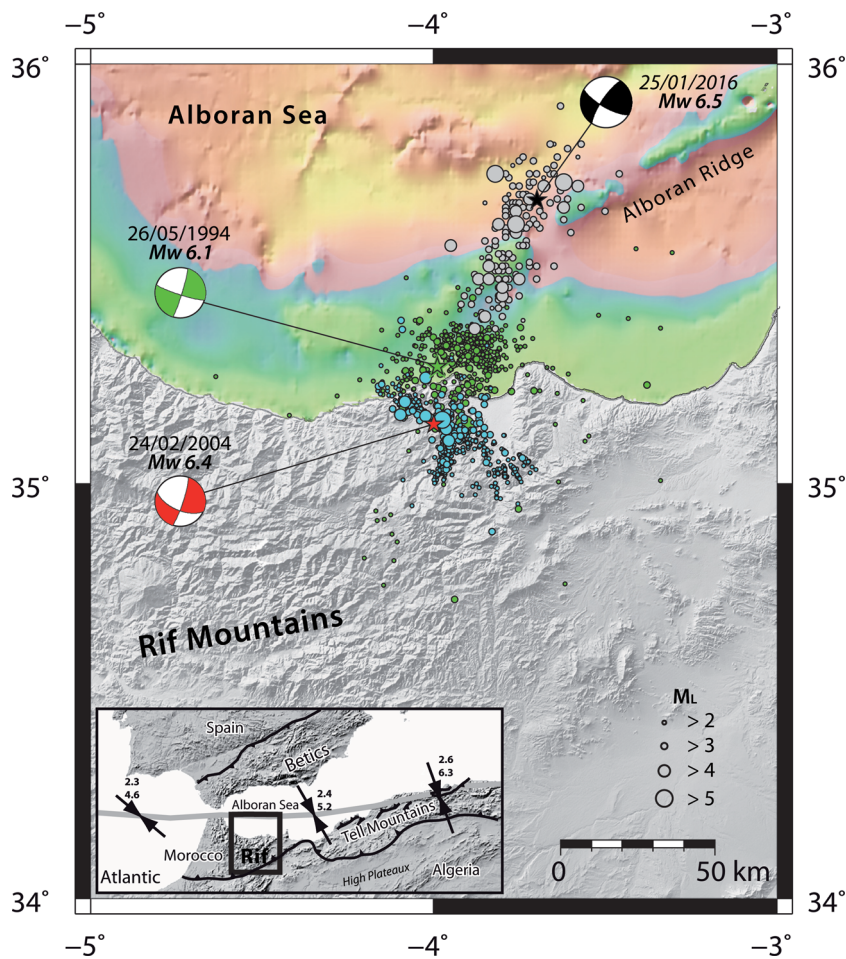 −5˚ −4˚ −3˚
36˚ 36˚
25/01/2016
Mw 6.5
Alboran Sea
Alboran Ridge
26/05/1994
Mw 6.1
24/02/2004
Mw 6.4
35˚ 35˚
Rif Mountains
ML
> 2
> 3
> 4
> 5
0 50 km
Spain
Betics
2.3
4.6
2.4
5.2
2.6
6.3
Alboran Sea
Tell Mountains
Morocco
Rif
Atlantic
High Plateaux
Algeria
34˚ 34˚
−5˚ −4˚ −3˚